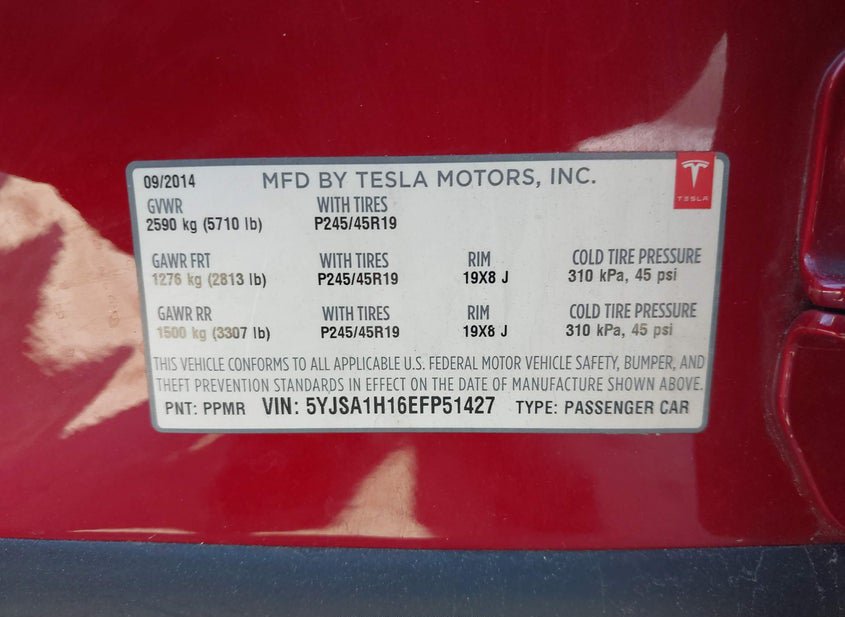 09/2014 MFD BY TESLA MOTORS, INC.
TESLA
GVWR WITH TIRES
2590 kg (5710 lb) P245/45R19
GAWR FRT WITH TIRES RIM COLD TIRE PRESSURE
1276 kg (2813 lb) P245/45R19 19X8 J 310 kPa, 45 psi
GAWR RR WITH TIRES RIM COLD TIRE PRESSURE
1500 kg (3307 lb) P245/45R19 19X8 J 310 kPa, 45 psi
THIS VEHICLE CONFORMS TO ALL APPLICABLE U.S. FEDERAL MOTOR VEHICLE SAFETY, BUMPER, AND
THEFT PREVENTION STANDARDS IN EFFECT ON THE DATE OF MANUFACTURE SHOWN ABOVE.
PNT: PPMR VIN: 5YJSA1H16EFP51427 TYPE: PASSENGER CAR